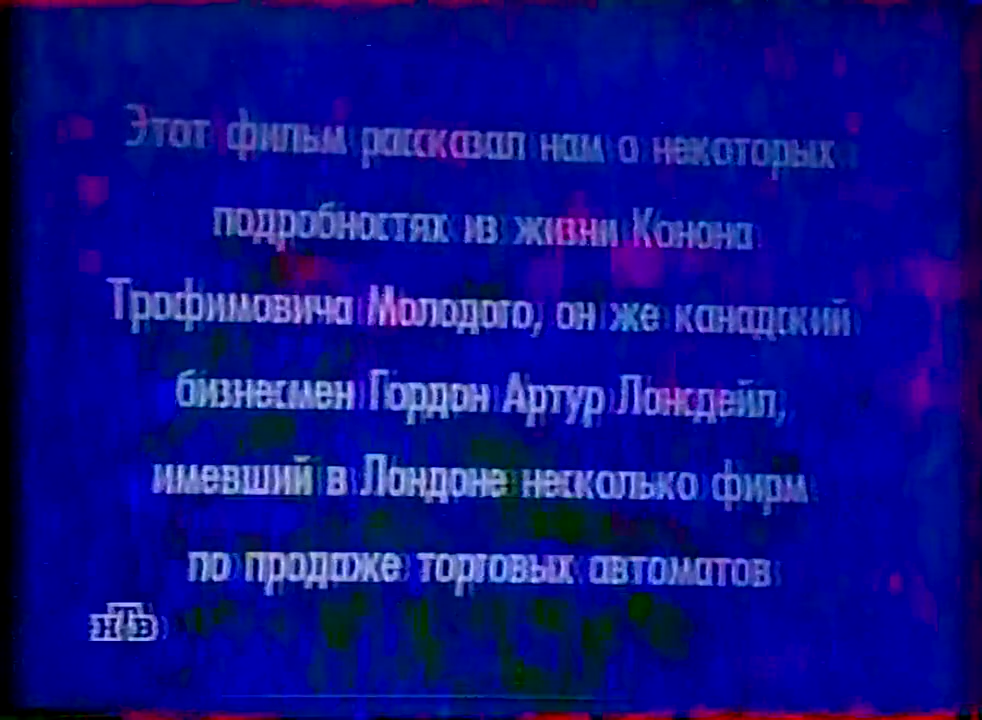 Этот фильм рассказал нам о некоторых
подробностях из жизни Конона
Трофимовича Молодого, он же канадский
бизнесмен Гордон Артур Лонсдейл,
имевший в Лондоне несколько фирм
по продаже торговых автоматов
НТВ